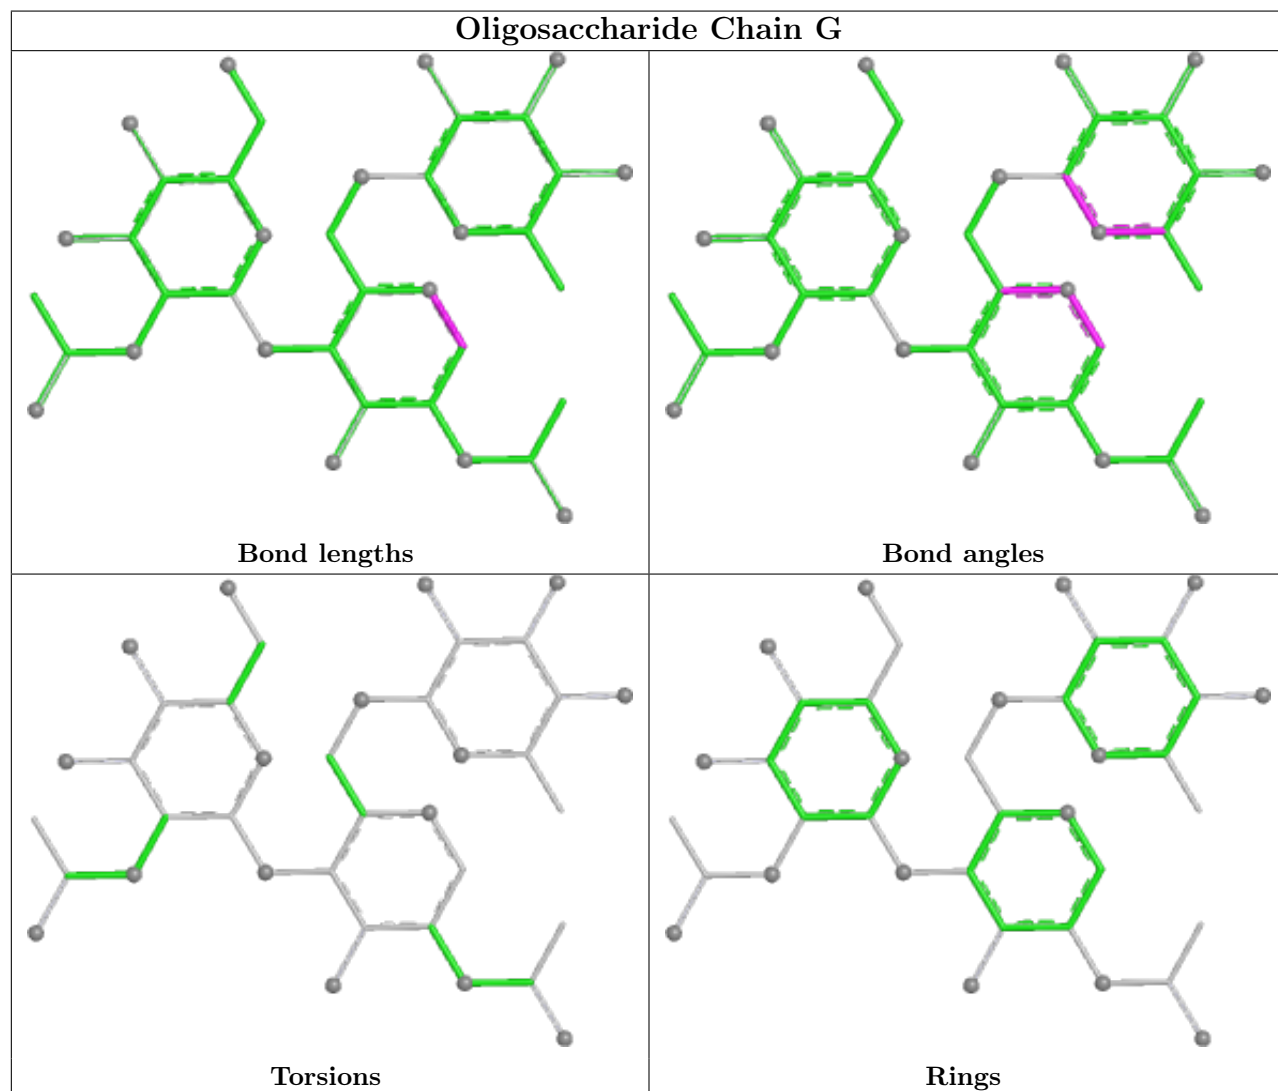 Oligosaccharide Chain G
Bond lengths
Bond angles
Torsions
Rings